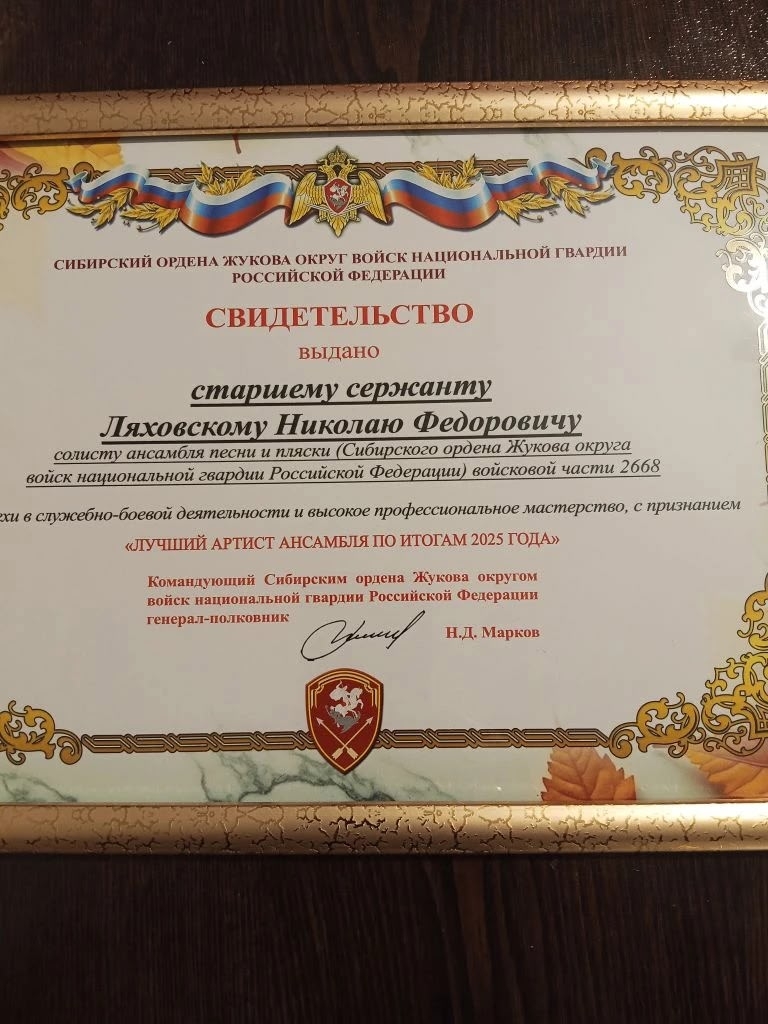 СИБИРСКИЙ ОРДЕНА ЖУКОВА ОКРУГ ВОЙСК НАЦИОНАЛЬНОЙ ГВАРДИИ
РОССИЙСКОЙ ФЕДЕРАЦИИ
СВИДЕТЕЛЬСТВО
выдано
старшему сержанту
Ляховскому Николаю Федоровичу
солисту ансамбля песни и пляски (Сибирского ордена Жукова округа
войск национальной гвардии Российской Федерации) войсковой части 2668
в служебно-боевой деятельности и высокое профессиональное мастерство, с признанием
«ЛУЧШИЙ АРТИСТ АНСАМБЛЯ ПО ИТОГАМ 2025 ГОДА»
Командующий Сибирским ордена Жукова округом
войск национальной гвардии Российской Федерации
генерал-полковник
Н.Д. Марков